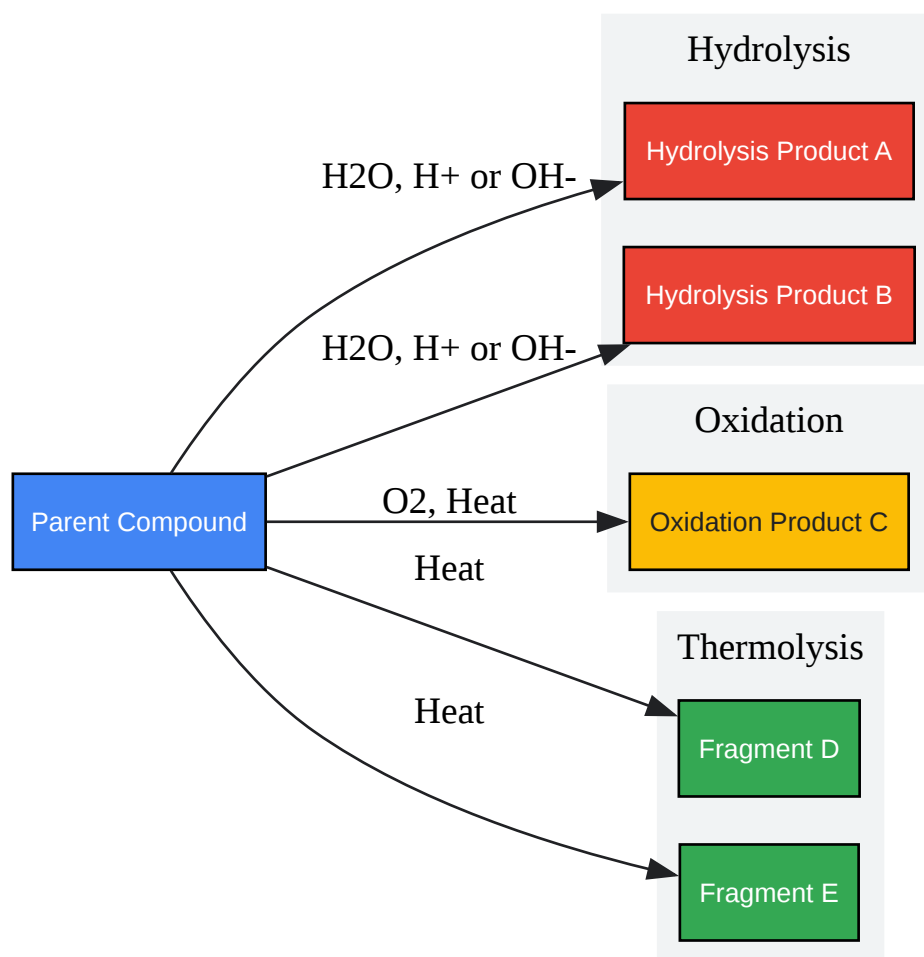 Hydrolysis
Hydrolysis Product A
H2O, H+ or OH-
Hydrolysis Product B
H2O, H+ or OH-
Oxidation
Parent Compound
O2, Heat
Oxidation Product C
Heat
Thermolysis
Heat
Fragment D
Fragment E